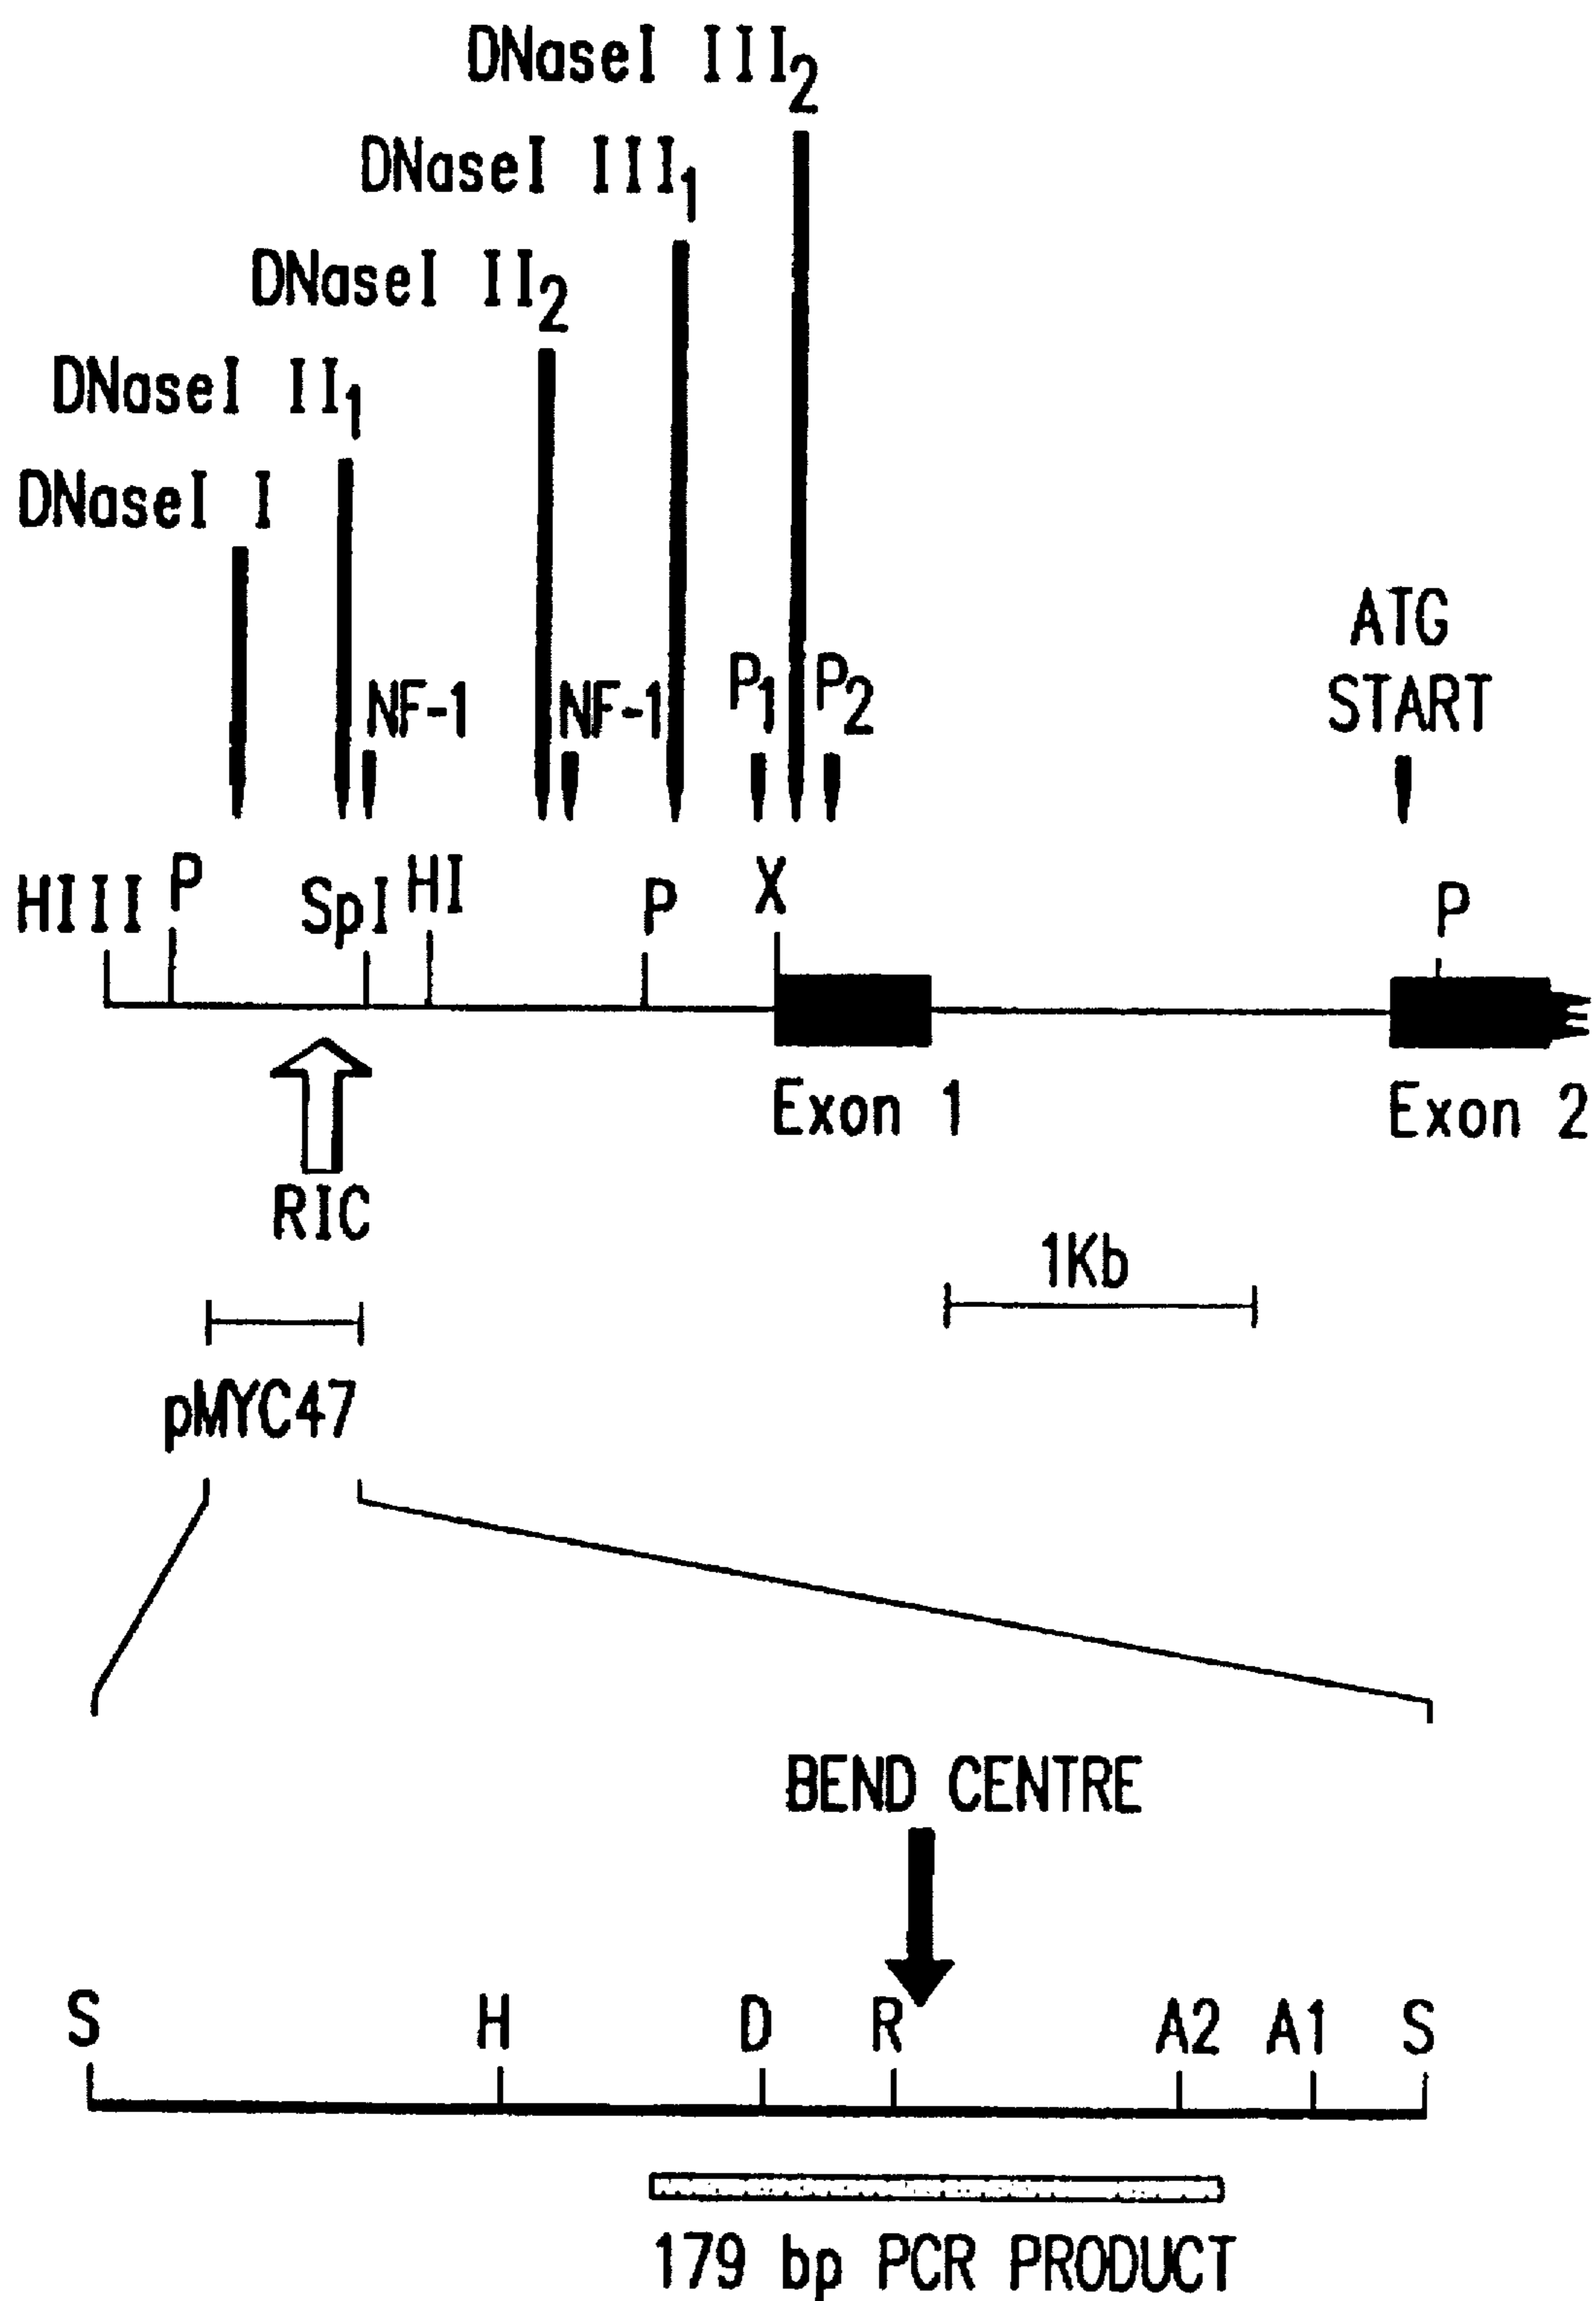 DNaseI III2
DNaseI III1
DNaseI II2
DNaseI II1
DNaseI I
ATG
START
NF-1 NF-1 P1 P2
HIII P SpI HI P X P
Exon 1 Exon 2
RIC
1Kb
pMYC47
BEND CENTRE
S H D R A2 A1 S
179 bp PCR PRODUCT